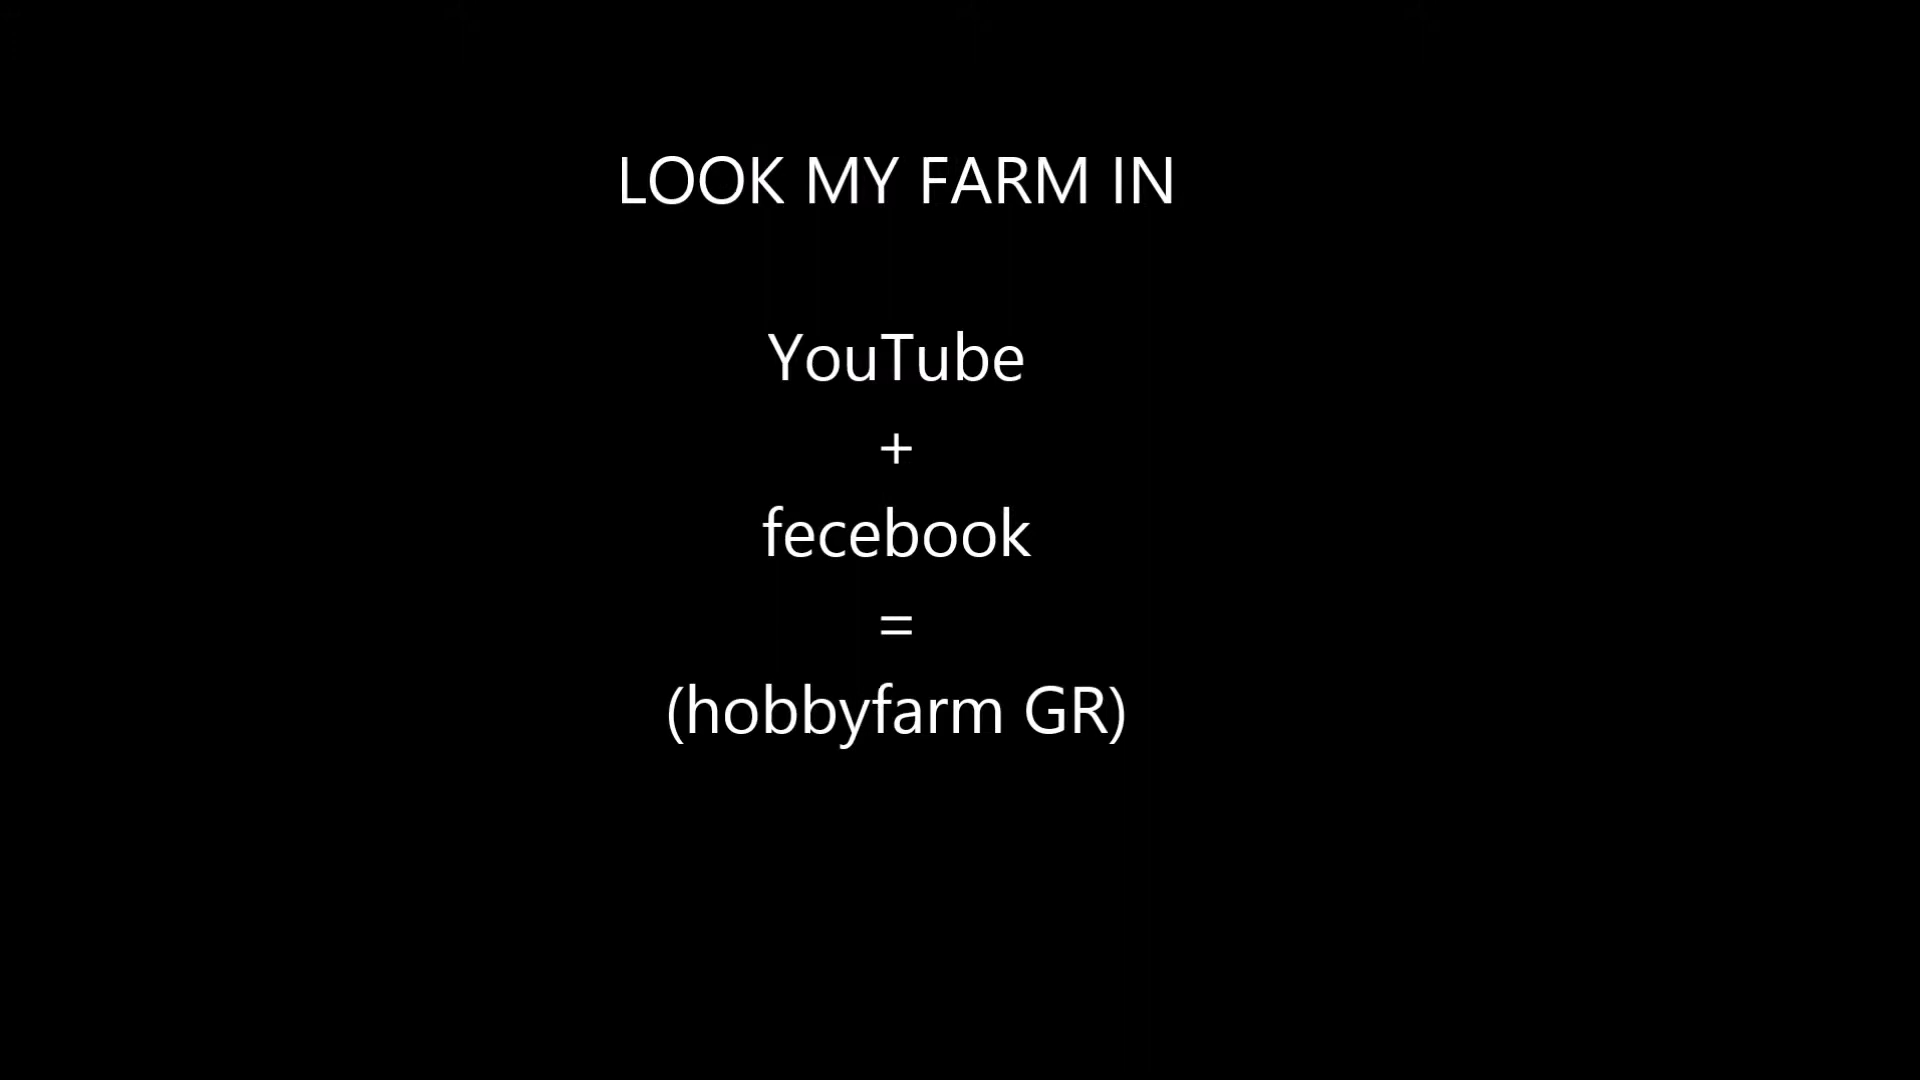 LOOK MY FARM IN
YouTube
+
fecebook
=
(hobbyfarm GR)